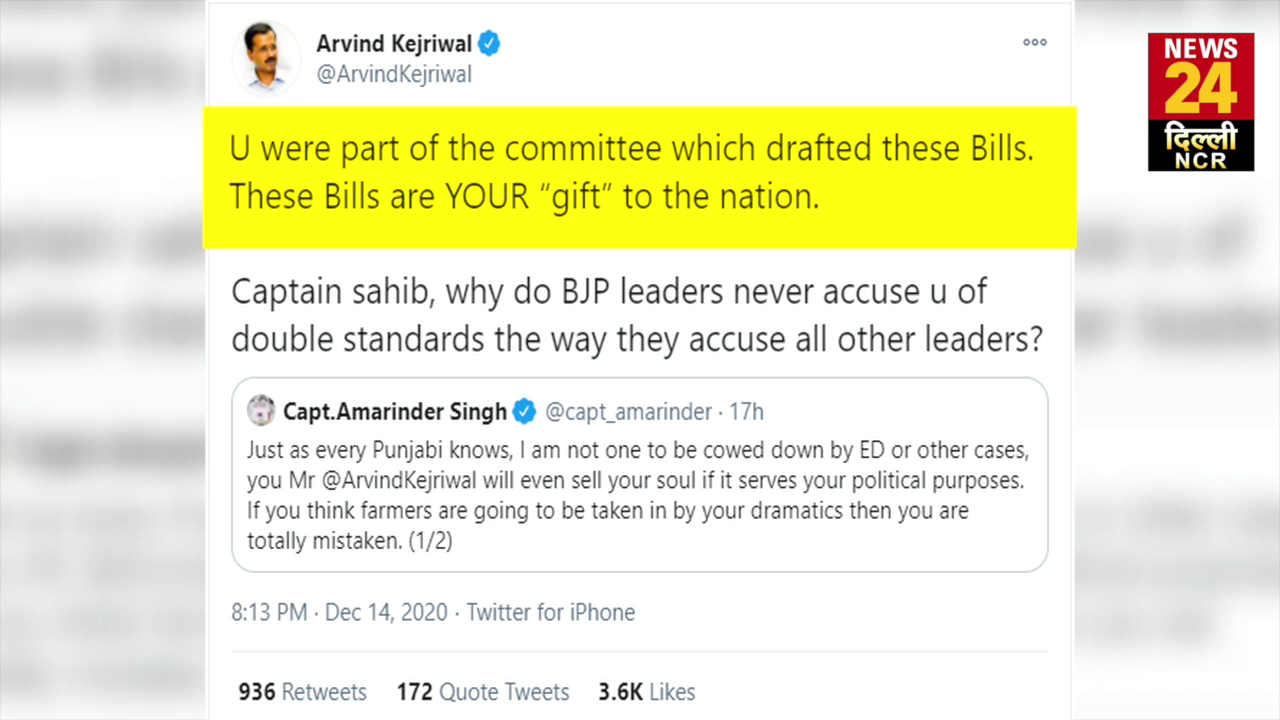 Arvind Kejriwal
@ArvindKejriwal
NEWS
24
दिल्ली
NCR
U were part of the committee which drafted these Bills.
These Bills are YOUR “gift” to the nation.
Captain sahib, why do BJP leaders never accuse u of
double standards the way they accuse all other leaders?
Capt.Amarinder Singh @capt_amarinder · 17h
Just as every Punjabi knows, I am not one to be cowed down by ED or other cases,
you Mr @ArvindKejriwal will even sell your soul if it serves your political purposes.
If you think farmers are going to be taken in by your dramatics then you are
totally mistaken. (1/2)
8:13 PM · Dec 14, 2020 · Twitter for iPhone
936 Retweets 172 Quote Tweets 3.6K Likes